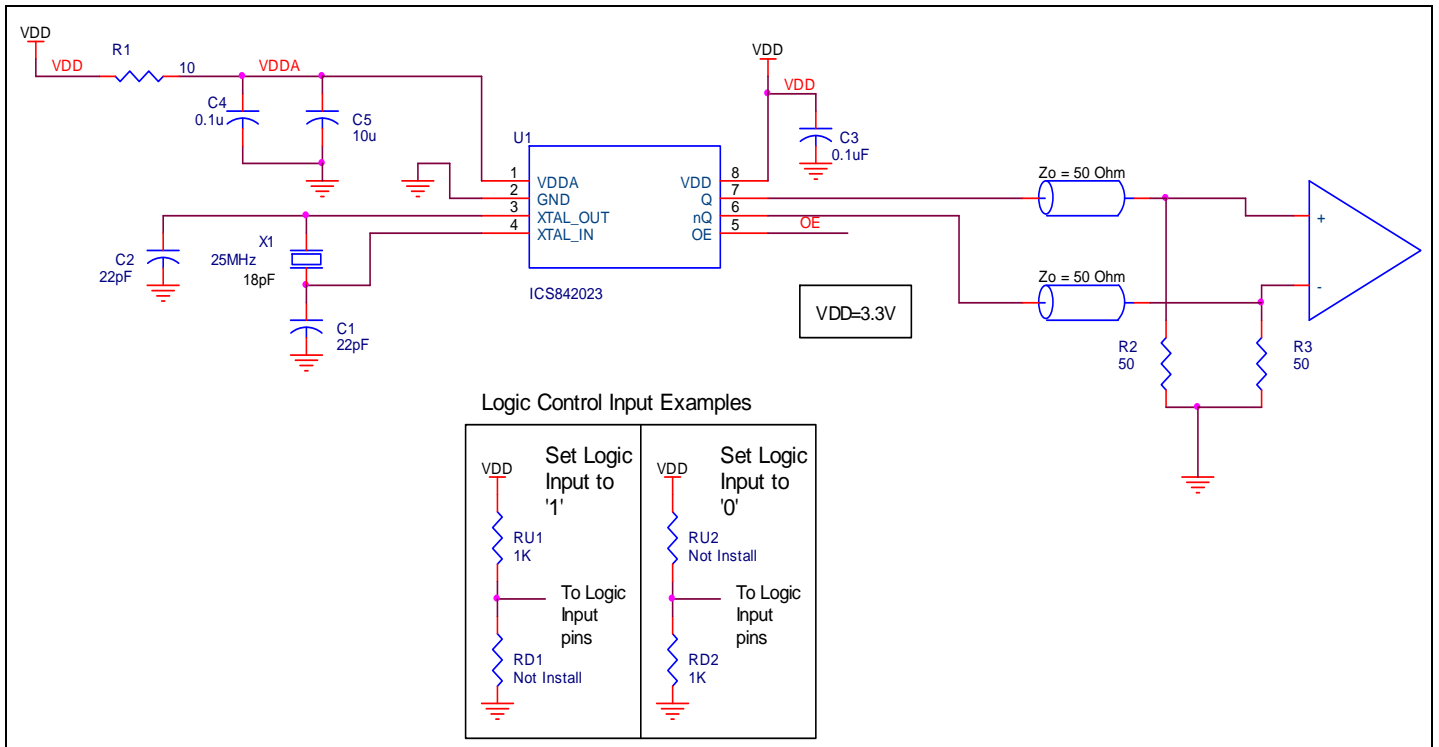 VDD
VDD
R1
10
VDDA
C4
0.1u
C5
10u
VDD
VDD
C3
0.1uF
U1
1
2
3
4
VDDA
GND
XTAL_OUT
XTAL_IN
VDD
Q
nQ
OE
8
7
6
5
OE
ICS842023
C2
22pF
X1
25MHz
18pF
C1
22pF
VDD=3.3V
Zo = 50 Ohm
Zo = 50 Ohm
+
-
R2
50
R3
50
Logic Control Input Examples
Set Logic
Input to
'1'
VDD
RU1
1K
To Logic
Input
pins
RD1
Not Install
Set Logic
Input to
'0'
VDD
RU2
Not Install
To Logic
Input
pins
RD2
1K